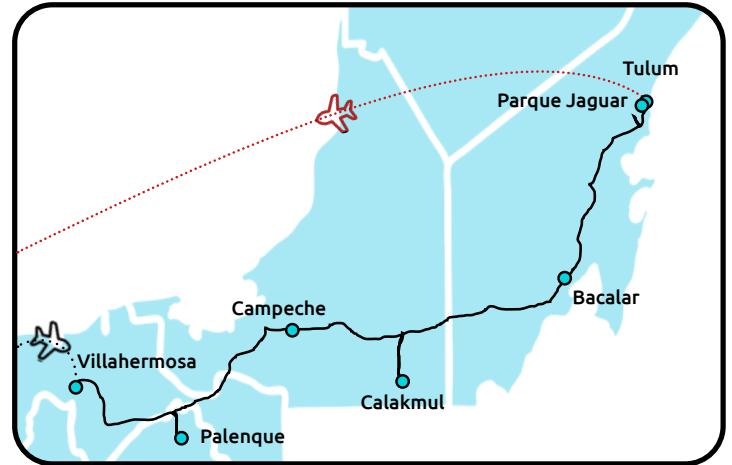 Tulum
Parque Jaguar
Bacalar
Campeche
Villahermosa
Calakmul
Palenque